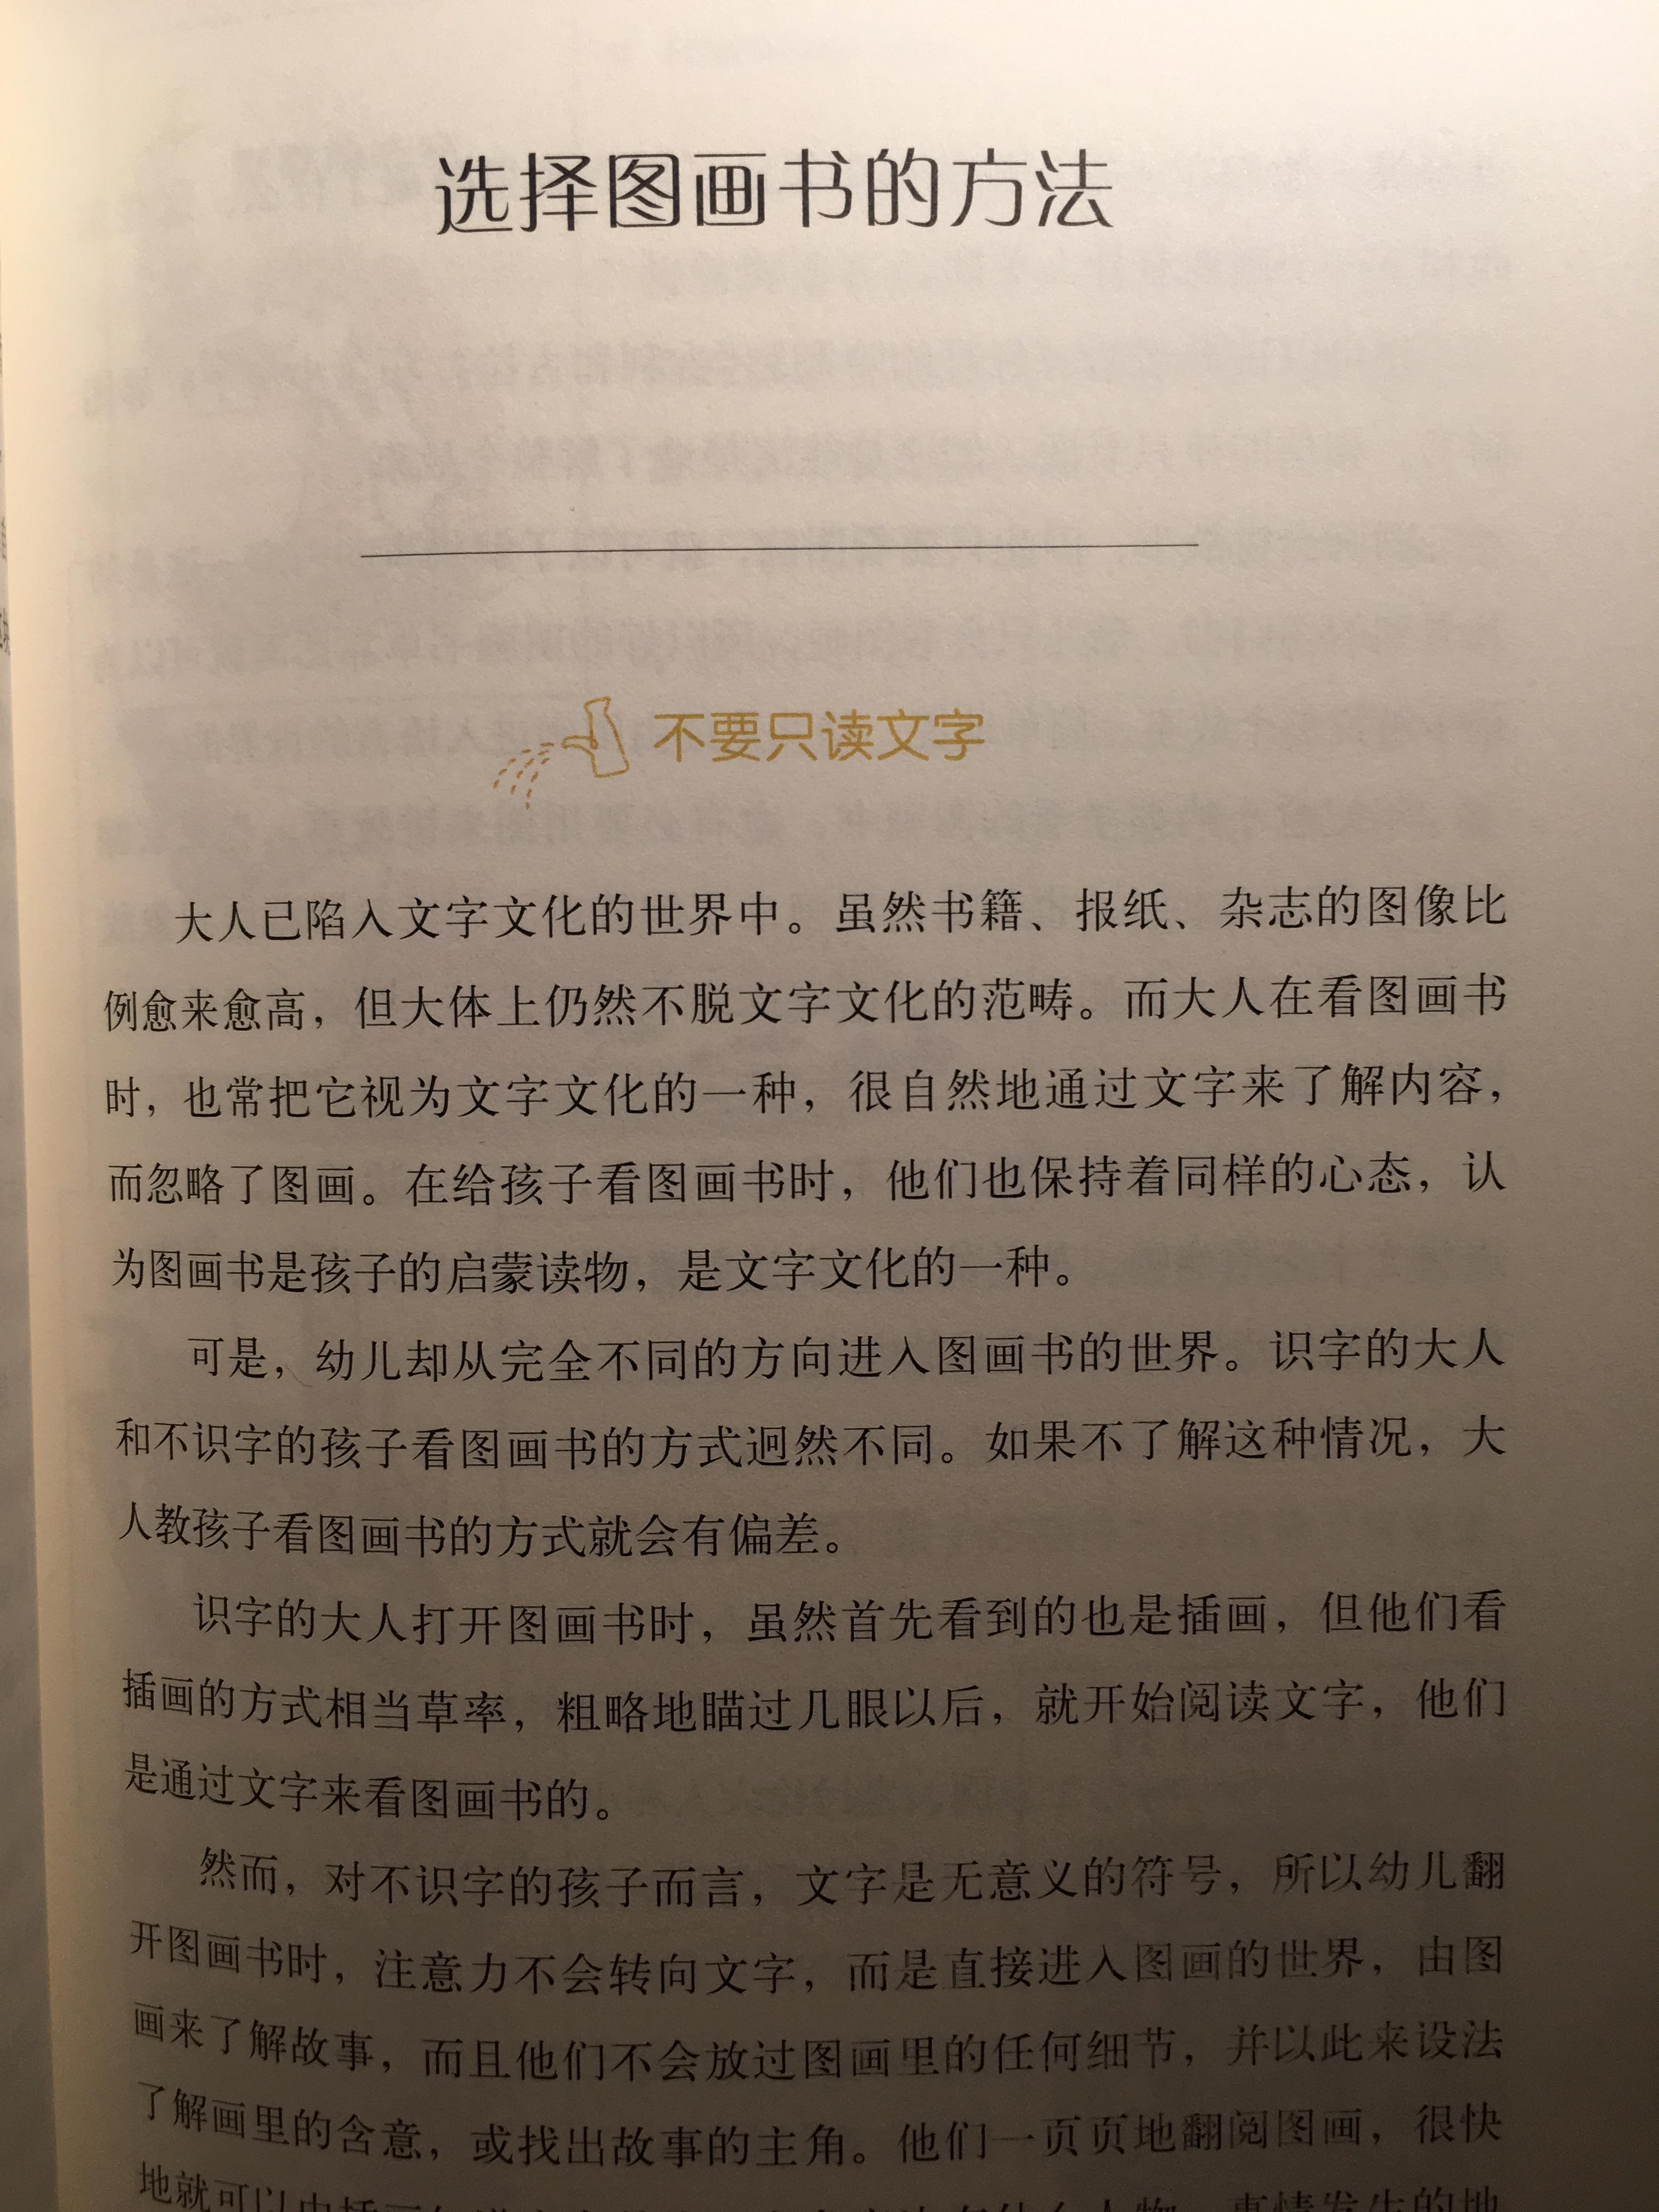 选择图画书的方法
不要只读文字
大人已陷入文字文化的世界中。虽然书籍、报纸、杂志的图像比
例愈来愈高，但大体上仍然不脱文字文化的范畴。而大人在看图画书
时，也常把它视为文字文化的一种，很自然地通过文字来了解内容，
而忽略了图画。在给孩子看图画书时，他们也保持着同样的心态，认
为图画书是孩子的启蒙读物，是文字文化的一种。
可是，幼儿却从完全不同的方向进入图画书的世界。识字的大人
和不识字的孩子看图画书的方式迥然不同。如果不了解这种情况，大
人教孩子看图画书的方式就会有偏差。
识字的大人打开图画书时，虽然首先看到的也是插画，但他们看
插画的方式相当草率，粗略地瞄过几眼以后，就开始阅读文字，他们
是通过文字来看图画书的。
然而，对不识字的孩子而言，文字是无意义的符号，所以幼儿翻
开图画书时，注意力不会转向文字，而是直接进入图画的世界，由图
画来了解故事，而且他们不会放过图画里的任何细节，并以此来设法
了解画里的含意，或找出故事的主角。他们一页页地翻阅图画，很快
地就可以由插画